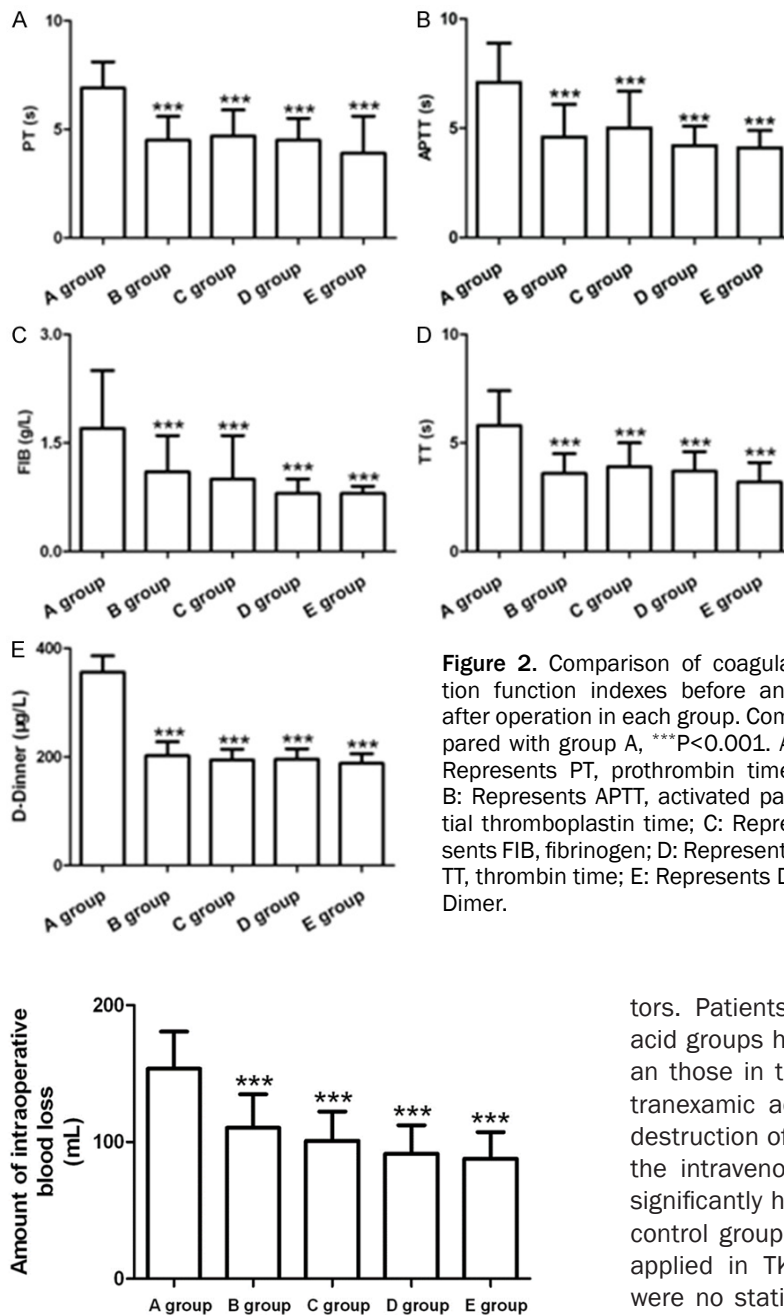 A
10
5
0
PT (s)
***
***
***
***
A group
B group
C group
D group
E group
B
10
5
0
APTT (s)
***
***
***
***
A group
B group
C group
D group
E group
C
3.0
1.5
0.0
FIB (g/L)
***
***
***
***
A group
B group
C group
D group
E group
D
10
5
0
TT (s)
***
***
***
***
A group
B group
C group
D group
E group
E
400
200
0
D-Dinner (μg/L)
***
***
***
***
A group
B group
C group
D group
E group
Figure 2. Comparison of coagula
tion function indexes before an
after operation in each group. Com
pared with group A, ***P<0.001. A
Represents PT, prothrombin time
B: Represents APTT, activated pa
tial thromboplastin time; C: Repre
sents FIB, fibrinogen; D: Represent
TT, thrombin time; E: Represents D
Dimer.
Amount of intraoperative
blood loss
(mL)
200
100
0
***
***
***
***
A group
B group
C group
D group
E group
tors. Patients
acid groups h
an those in t
tranexamic a
destruction of
the intraveno
significantly h
control group
applied in TK
were no stati